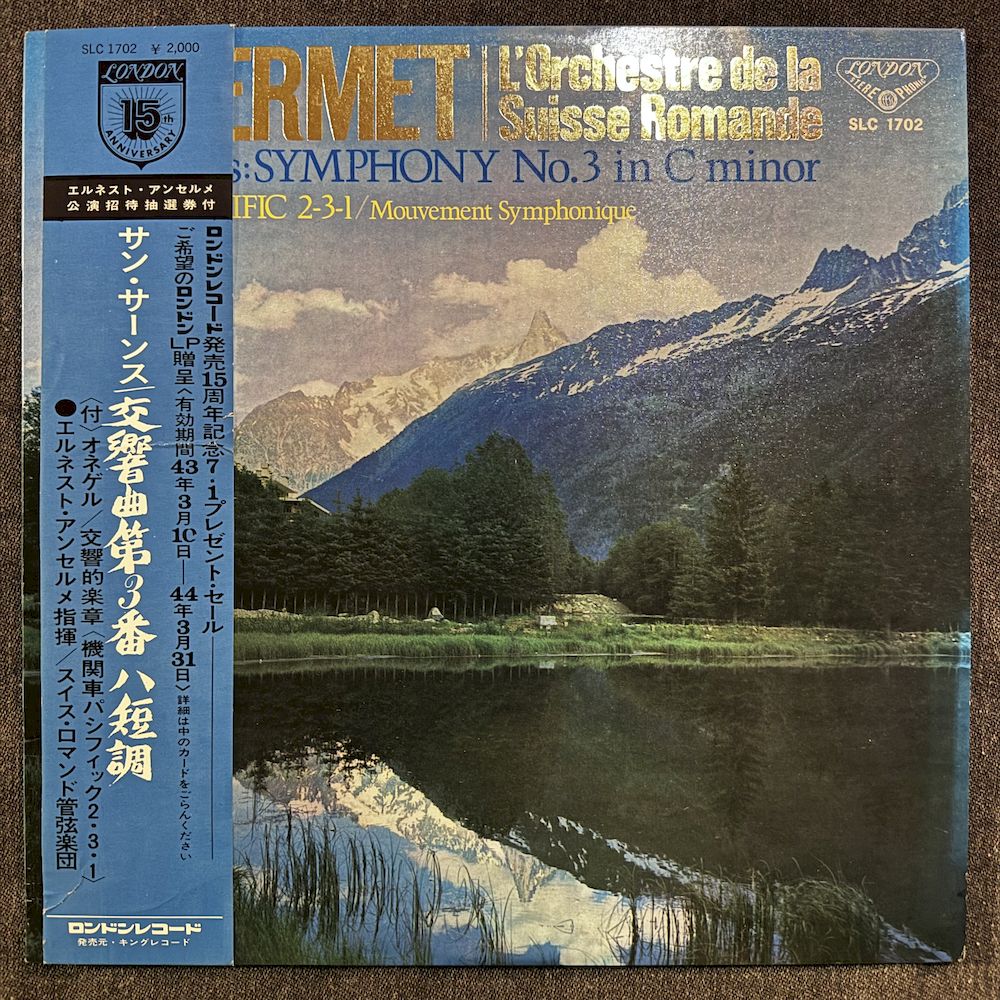 SLC 1702 ¥ 2,000
LONDON
15th
ANNIVERSARY
エルネスト・アンセルメ
公演招待抽選券付
ロンドンレコード発売15周年記念7・1プレゼント・セール
ご希望のロンドンLP贈呈〈有効期間43年3月10日—44年3月31日〉詳細は中のカードをごらんください
サン・サーンス/交響曲第3番 ハ短調
〈付〉オネゲル/交響的楽章〈機関車パシフィック2・3・1〉
●エルネスト・アンセルメ指揮/スイス・ロマンド管弦楽団
ロンドンレコード
発売元・キングレコード
ERMET
L'Orchestre de la
Suisse Romande
LONDON
STEREOPHONIC
SLC 1702
s: SYMPHONY No.3 in C minor
IFIC 2-3-1/Mouvement Symphonique